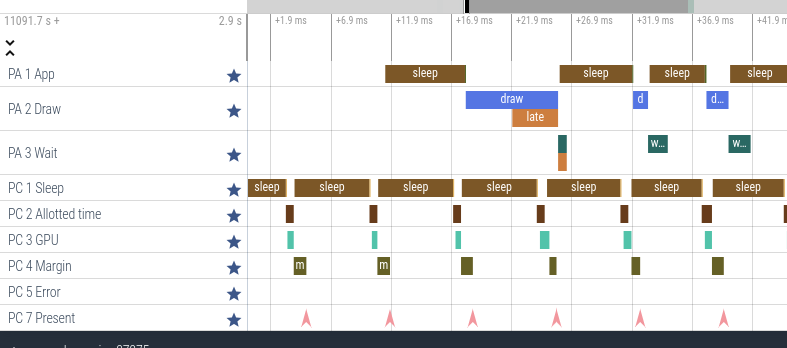 11091.7 s + 2.9 s +1.9 ms +6.9 ms +11.9 ms +16.9 ms +21.9 ms +26.9 ms +31.9 ms +36.9 ms +41.9 m
PA 1 App sleep sleep sleep sleep
PA 2 Draw draw d d...
late
PA 3 Wait w... w...
PC 1 Sleep sleep sleep sleep sleep sleep sleep sleep
PC 2 Allotted time
PC 3 GPU
PC 4 Margin m m
PC 5 Error
PC 7 Present